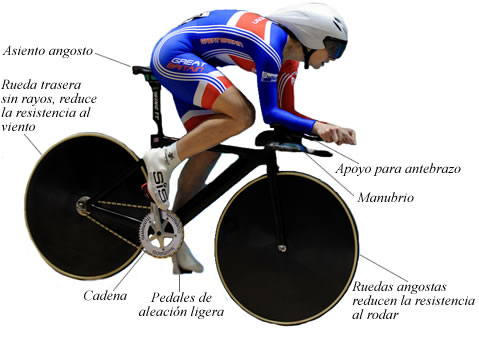 Asiento angosto
Rueda trasera
sin rayos, reduce
la resistencia al
viento
GREAT
BRITAIN
Apoyo para antebrazo
Manubrio
SIS
Cadena
Pedales de
aleación ligera
Ruedas angostas
reducen la resistencia
al rodar